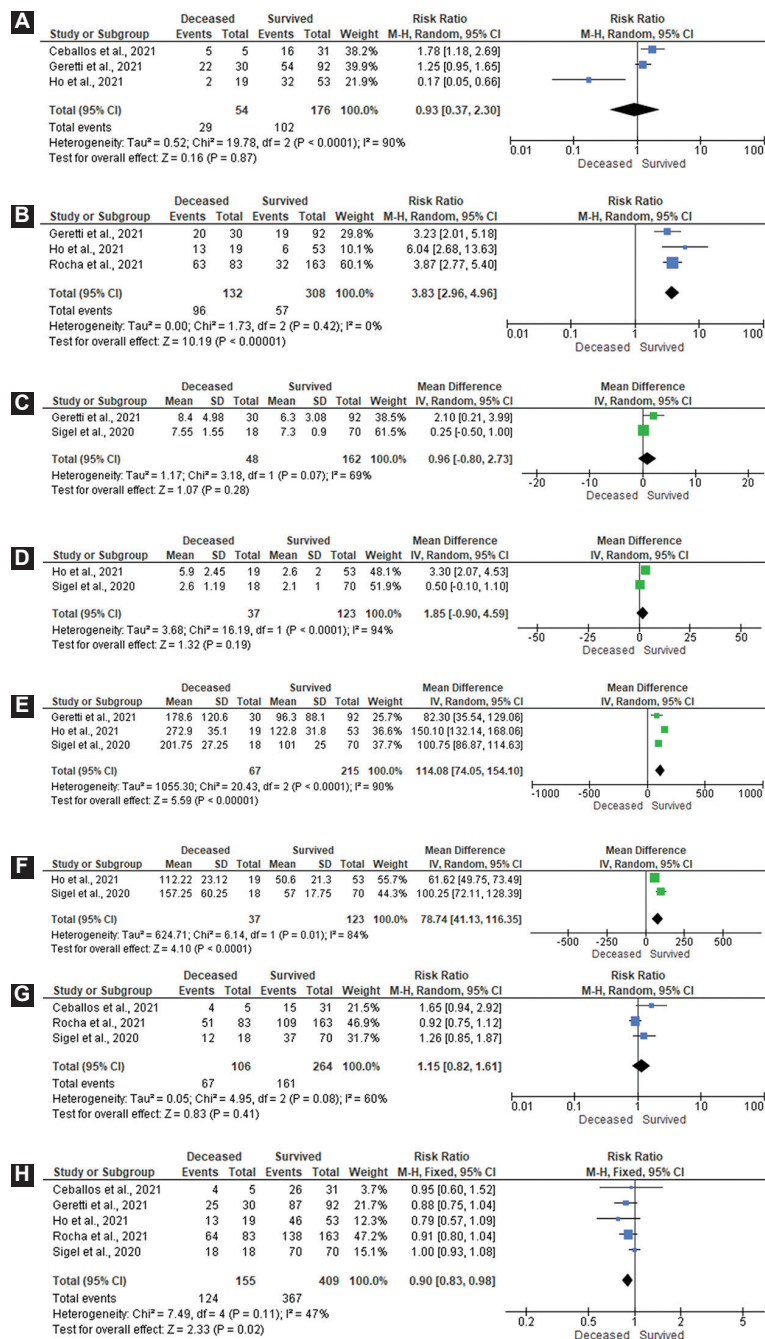 A
Deceased Survived Risk Ratio Risk Ratio
Study or Subgroup Events Total Events Total Weight M-H, Random, 95% CI M-H, Random, 95% CI
Ceballos et al., 2021 5 5 16 31 38.2% 1.78 [1.18, 2.69]
Geretti et al., 2021 22 30 54 92 39.9% 1.25 [0.95, 1.65]
Ho et al., 2021 2 19 32 53 21.9% 0.17 [0.05, 0.66]
Total (95% CI) 54 176 100.0% 0.93 [0.37, 2.30]
Total events 29 102
Heterogeneity: Tau² = 0.52; Chi² = 19.78, df = 2 (P < 0.0001); I² = 90%
Test for overall effect: Z = 0.16 (P = 0.87)
0.01 0.1 1 10 100
Deceased Survived
B
Deceased Survived Risk Ratio Risk Ratio
Study or Subgroup Events Total Events Total Weight M-H, Random, 95% CI M-H, Random, 95% CI
Geretti et al., 2021 20 30 19 92 29.8% 3.23 [2.01, 5.18]
Ho et al., 2021 13 19 6 53 10.1% 6.04 [2.68, 13.63]
Rocha et al., 2021 63 83 32 163 60.1% 3.87 [2.77, 5.40]
Total (95% CI) 132 308 100.0% 3.83 [2.96, 4.96]
Total events 96 57
Heterogeneity: Tau² = 0.00; Chi² = 1.73, df = 2 (P = 0.42); I² = 0%
Test for overall effect: Z = 10.19 (P < 0.00001)
0.01 0.1 1 10 100
Deceased Survived
C
Deceased Survived Mean Difference Mean Difference
Study or Subgroup Mean SD Total Mean SD Total Weight IV, Random, 95% CI IV, Random, 95% CI
Geretti et al., 2021 8.4 4.98 30 6.3 3.08 92 38.5% 2.10 [0.21, 3.99]
Sigel et al., 2020 7.55 1.55 18 7.3 0.9 70 61.5% 0.25 [-0.50, 1.00]
Total (95% CI) 48 162 100.0% 0.96 [-0.80, 2.73]
Heterogeneity: Tau² = 1.17; Chi² = 3.18, df = 1 (P = 0.07); I² = 69%
Test for overall effect: Z = 1.07 (P = 0.28)
-20 -10 0 10 20
Deceased Survived
D
Deceased Survived Mean Difference Mean Difference
Study or Subgroup Mean SD Total Mean SD Total Weight IV, Random, 95% CI IV, Random, 95% CI
Ho et al., 2021 5.9 2.45 19 2.6 2 53 48.1% 3.30 [2.07, 4.53]
Sigel et al., 2020 2.6 1.19 18 2.1 1 70 51.9% 0.50 [-0.10, 1.10]
Total (95% CI) 37 123 100.0% 1.85 [-0.90, 4.59]
Heterogeneity: Tau² = 3.68; Chi² = 16.19, df = 1 (P < 0.0001); I² = 94%
Test for overall effect: Z = 1.32 (P = 0.19)
-50 -25 0 25 50
Deceased Survived
E
Deceased Survived Mean Difference Mean Difference
Study or Subgroup Mean SD Total Mean SD Total Weight IV, Random, 95% CI IV, Random, 95% CI
Geretti et al., 2021 178.6 120.6 30 96.3 88.1 92 25.7% 82.30 [35.54, 129.06]
Ho et al., 2021 272.9 35.1 19 122.8 31.8 53 36.6% 150.10 [132.14, 168.06]
Sigel et al., 2020 201.75 27.25 18 101 25 70 37.7% 100.75 [86.87, 114.63]
Total (95% CI) 67 215 100.0% 114.08 [74.05, 154.10]
Heterogeneity: Tau² = 1055.30; Chi² = 20.43, df = 2 (P < 0.0001); I² = 90%
Test for overall effect: Z = 5.59 (P < 0.00001)
-1000 -500 0 500 1000
Deceased Survived
F
Deceased Survived Mean Difference Mean Difference
Study or Subgroup Mean SD Total Mean SD Total Weight IV, Random, 95% CI IV, Random, 95% CI
Ho et al., 2021 112.22 23.12 19 50.6 21.3 53 55.7% 61.62 [49.75, 73.49]
Sigel et al., 2020 157.25 60.25 18 57 17.75 70 44.3% 100.25 [72.11, 128.39]
Total (95% CI) 37 123 100.0% 78.74 [41.13, 116.35]
Heterogeneity: Tau² = 624.71; Chi² = 6.14, df = 1 (P = 0.01); I² = 84%
Test for overall effect: Z = 4.10 (P < 0.0001)
-500 -250 0 250 500
Deceased Survived
G
Deceased Survived Risk Ratio Risk Ratio
Study or Subgroup Events Total Events Total Weight M-H, Random, 95% CI M-H, Random, 95% CI
Ceballos et al., 2021 4 5 15 31 21.5% 1.65 [0.94, 2.92]
Rocha et al., 2021 51 83 109 163 46.9% 0.92 [0.75, 1.12]
Sigel et al., 2020 12 18 37 70 31.7% 1.26 [0.85, 1.87]
Total (95% CI) 106 264 100.0% 1.15 [0.82, 1.61]
Total events 67 161
Heterogeneity: Tau² = 0.05; Chi² = 4.95, df = 2 (P = 0.08); I² = 60%
Test for overall effect: Z = 0.83 (P = 0.41)
0.01 0.1 1 10 100
Deceased Survived
H
Deceased Survived Risk Ratio Risk Ratio
Study or Subgroup Events Total Events Total Weight M-H, Fixed, 95% CI M-H, Fixed, 95% CI
Ceballos et al., 2021 4 5 26 31 3.7% 0.95 [0.60, 1.52]
Geretti et al., 2021 25 30 87 92 21.7% 0.88 [0.75, 1.04]
Ho et al., 2021 13 19 46 53 12.3% 0.79 [0.57, 1.09]
Rocha et al., 2021 64 83 138 163 47.2% 0.91 [0.80, 1.04]
Sigel et al., 2020 18 18 70 70 15.1% 1.00 [0.93, 1.08]
Total (95% CI) 155 409 100.0% 0.90 [0.83, 0.98]
Total events 124 367
Heterogeneity: Chi² = 7.49, df = 4 (P = 0.11); I² = 47%
Test for overall effect: Z = 2.33 (P = 0.02)
0.2 0.5 1 2 5
Deceased Survived